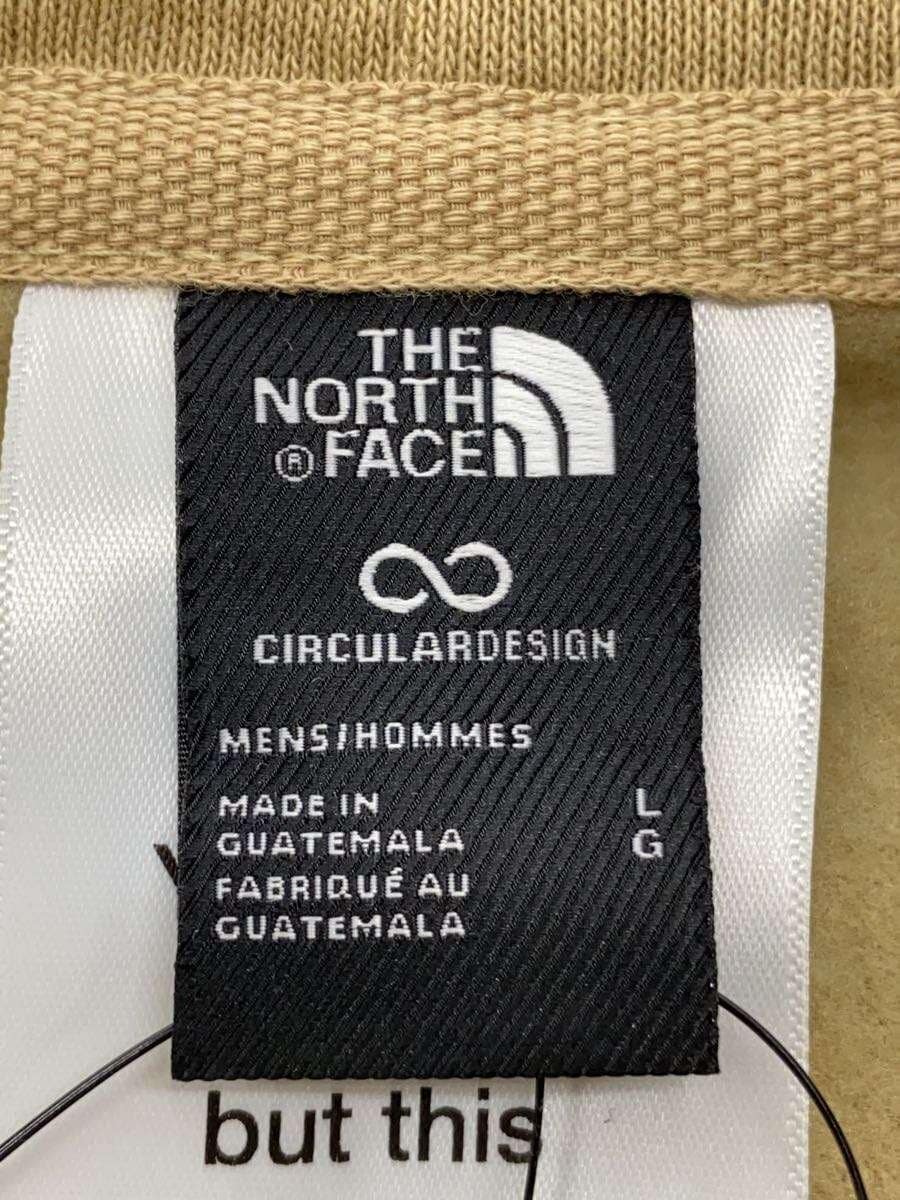 THE
NORTH
® FACE
CIRCULARDESIGN
MENS/HOMMES
MADE IN L
GUATEMALA G
FABRIQUÉ AU
GUATEMALA
but this